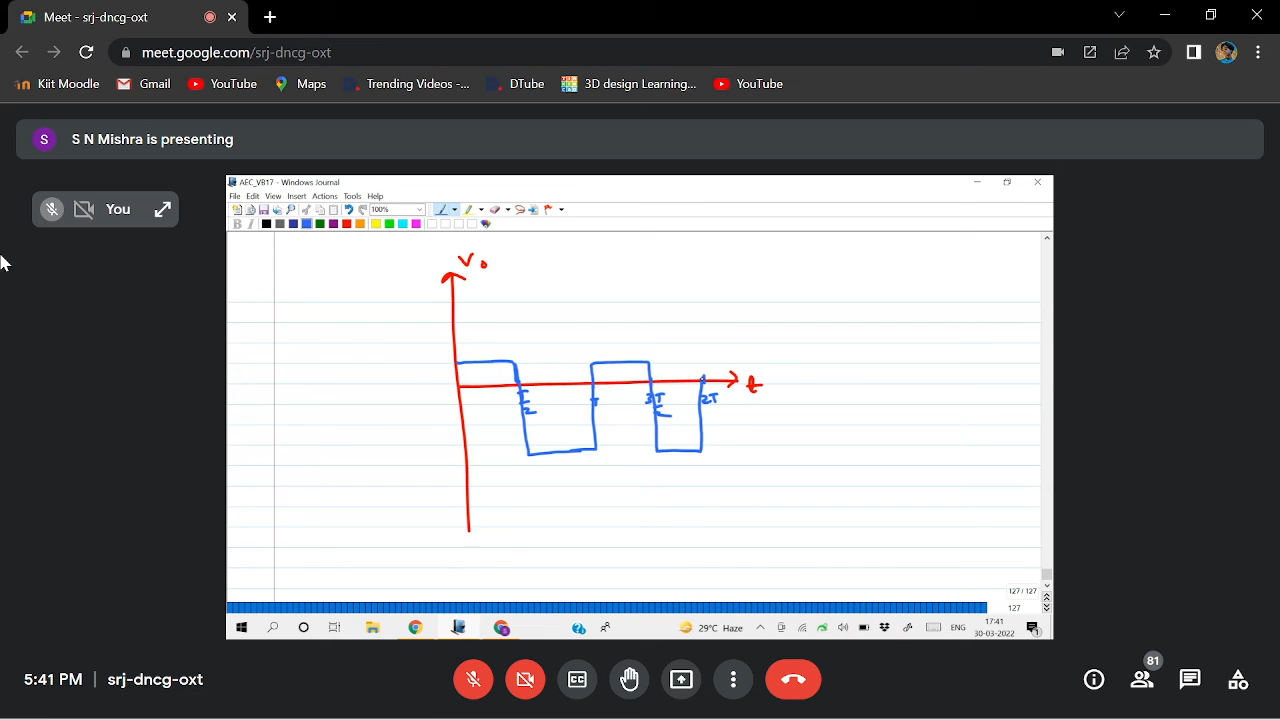 Meet - srj-dncg-oxt
meet.google.com/srj-dncg-oxt
Kiit Moodle Gmail YouTube Maps Trending Videos -... DTube 3D design Learning... YouTube
S S N Mishra is presenting
You
AEC_VB17 - Windows Journal
File Edit View Insert Actions Tools Help
100%
B I
V0
t
T/2 T 3T/2 2T
127 / 127
127
29°C Haze ENG 17:41
30-03-2022 1
81
5:41 PM | srj-dncg-oxt
CC